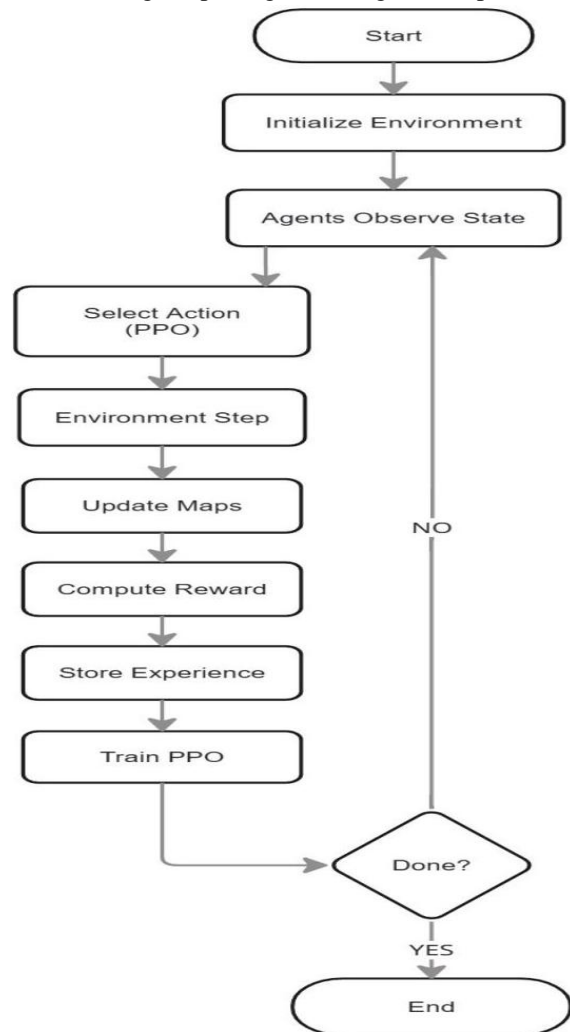 Start
Initialize Environment
Agents Observe State
Select Action
(PPO)
Environment Step
Update Maps
Compute Reward
Store Experience
Train PPO
NO
Done?
YES
End